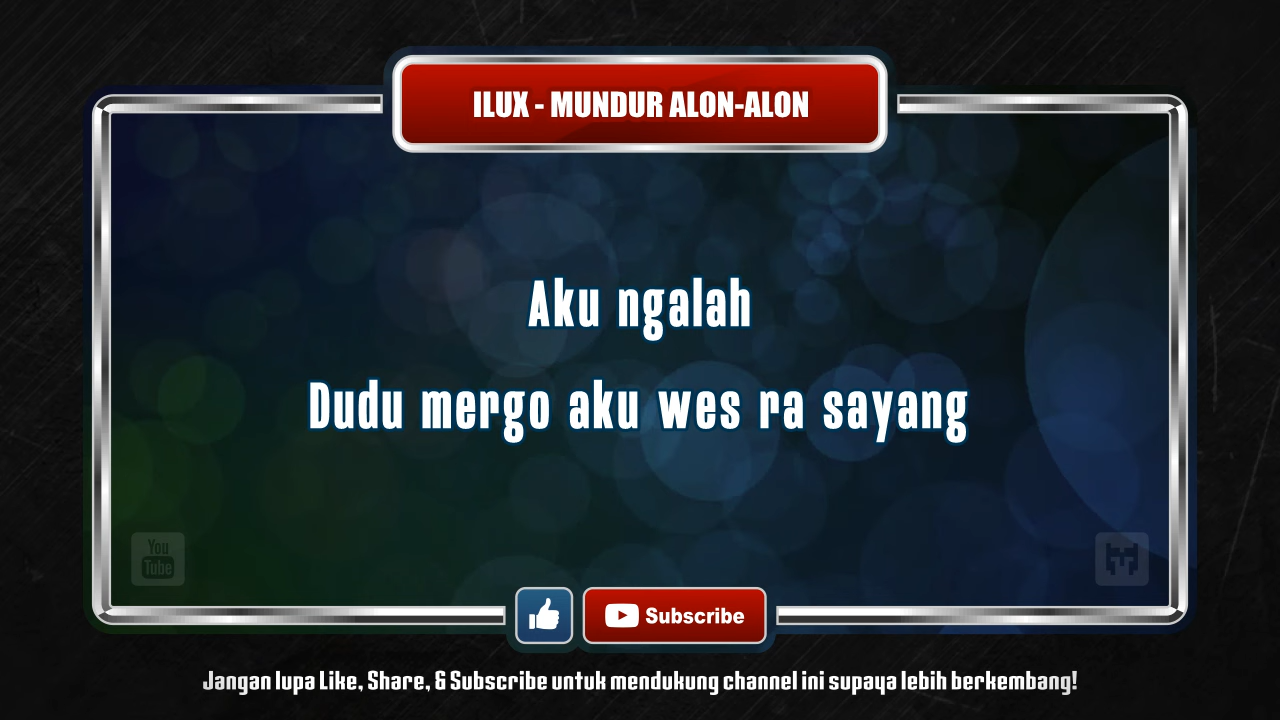 ILUX - MUNDUR ALON-ALON
Aku ngalah
Dudu mergo aku wes ra sayang
You
Tube
Subscribe
Jangan lupa Like, Share, & Subscribe untuk mendukung channel ini supaya lebih berkembang!